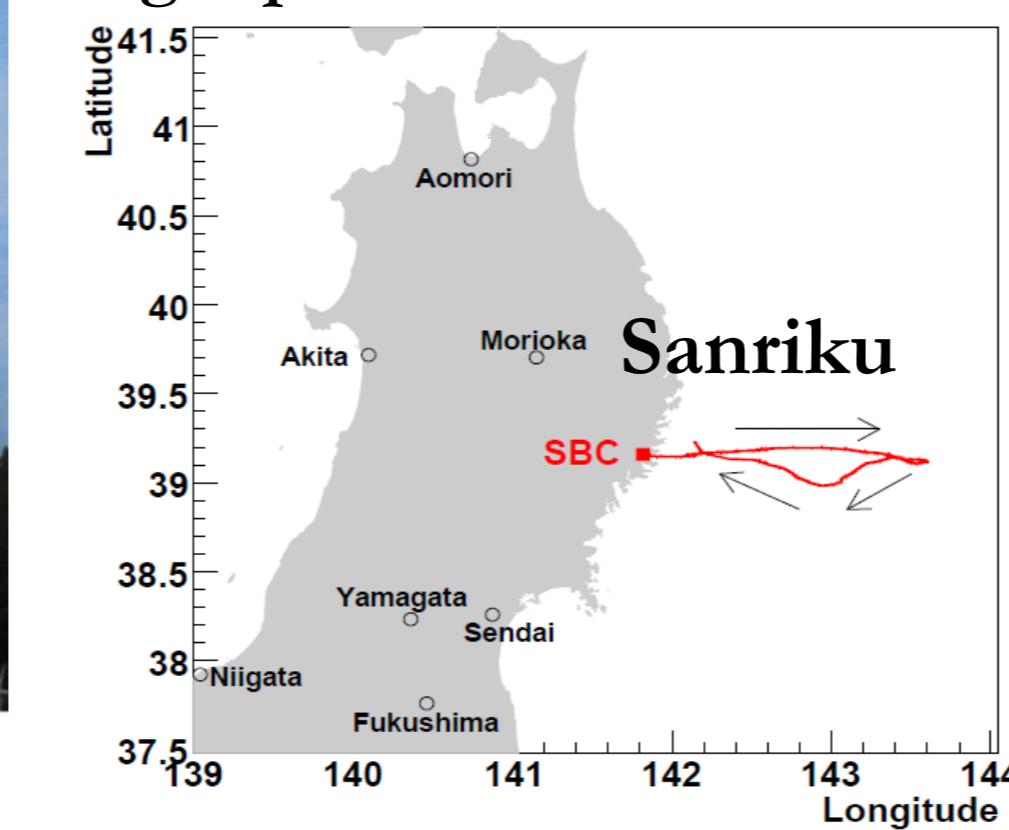 Latitude
41.5
41
Aomori
40.5
40
Morioka
Sanriku
Akita
39.5
SBC
39
38.5
Yamagata
Sendai
38
Niigata
Fukushima
37.5
139 140 141 142 143 144
Longitude